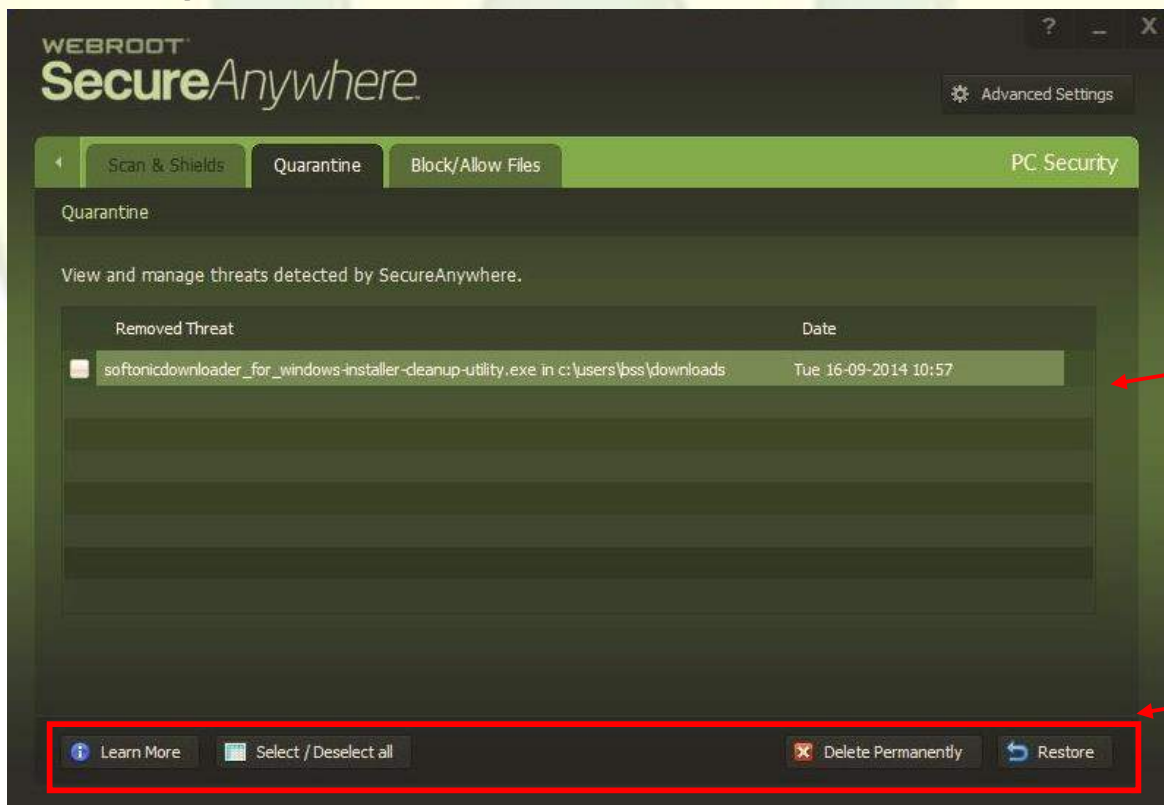 ? _ X
WEBROOT
SecureAnywhere.
Advanced Settings
Scan & Shields Quarantine Block/Allow Files PC Security
Quarantine
View and manage threats detected by SecureAnywhere.
Removed Threat Date
softonicdownloader_for_windows-installer-cleanup-utility.exe in c:\users\bss\downloads Tue 16-09-2014 10:57
Learn More Select / Deselect all Delete Permanently Restore